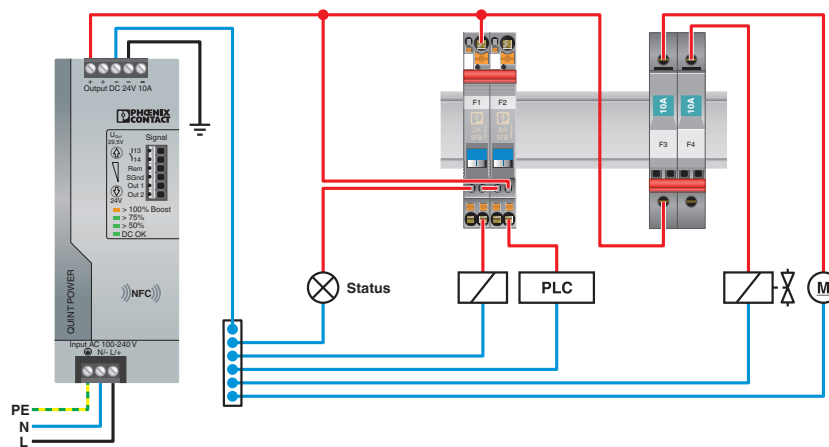 + + − − −
Output DC 24V 10A
PHŒNIX
CONTACT
UOut
29,5V
Signal
13
14
Rem
SGnd
Out 1
Out 2
24V
> 100% Boost
> 75%
> 50%
DC OK
NFC
QUINT POWER
Input AC 100-240 V
N/- L/+
PE
N
L
F1
F2
Status
PLC
10A
10A
F3
F4
M